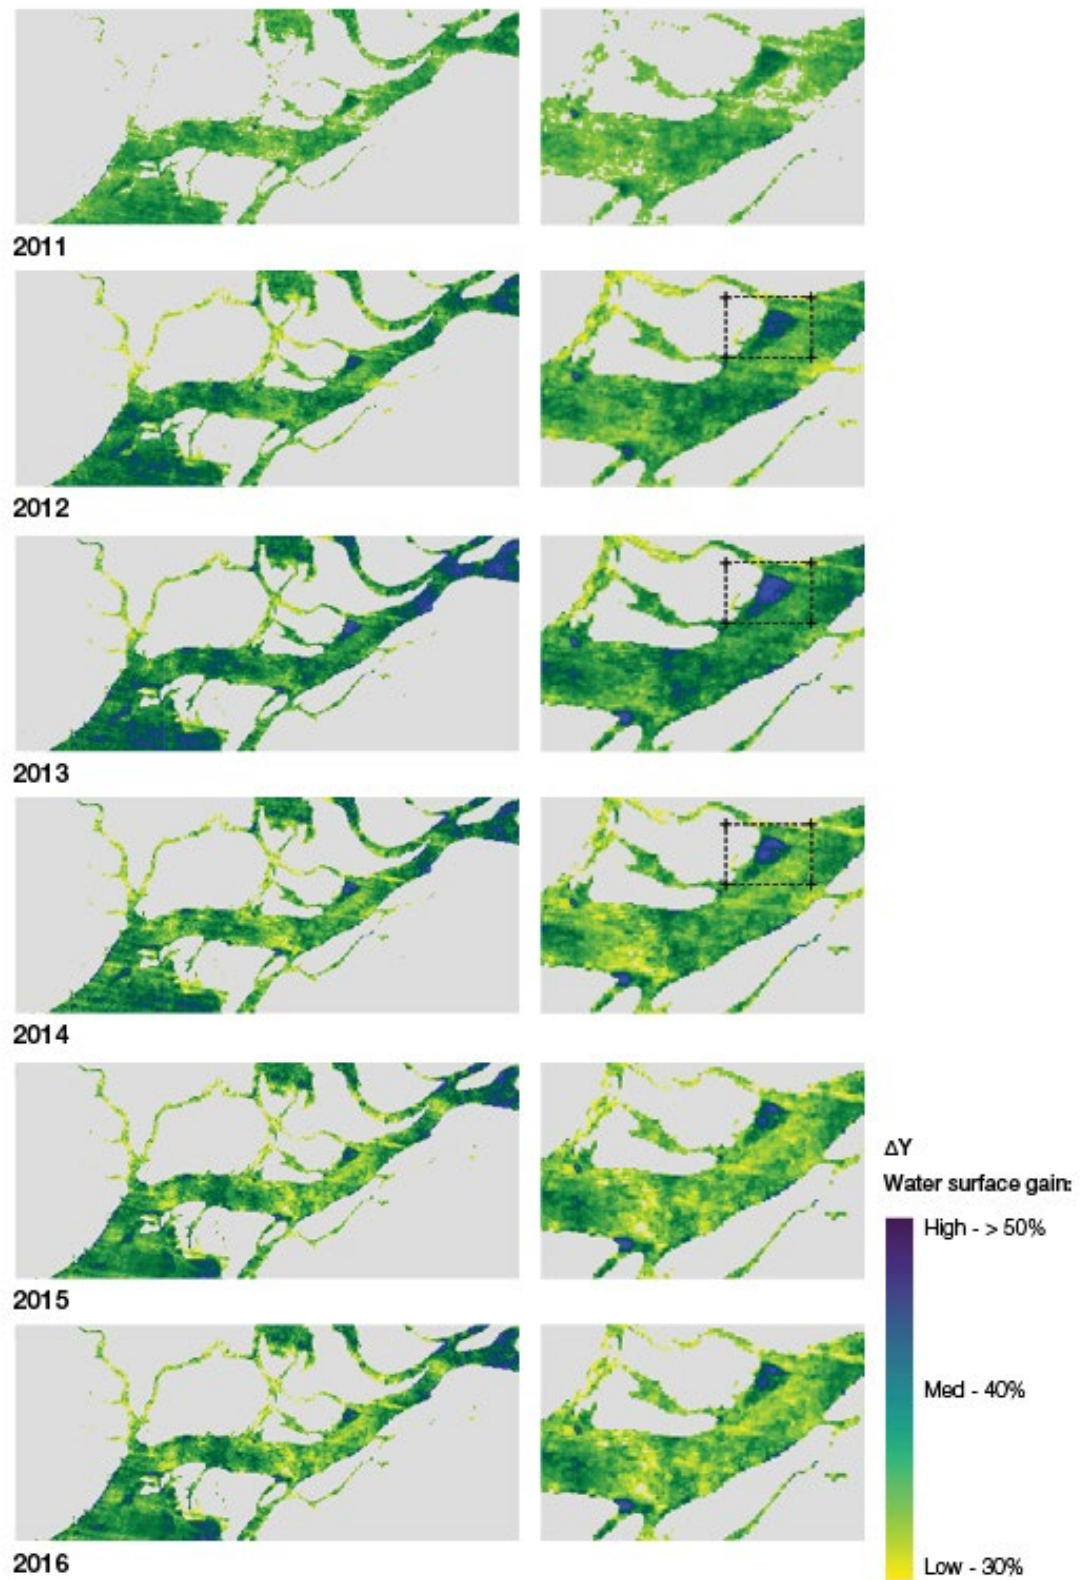 2011
2012
2013
2014
ΔY
Water surface gain:
High - > 50%
Med - 40%
Low - 30%
2015
2016